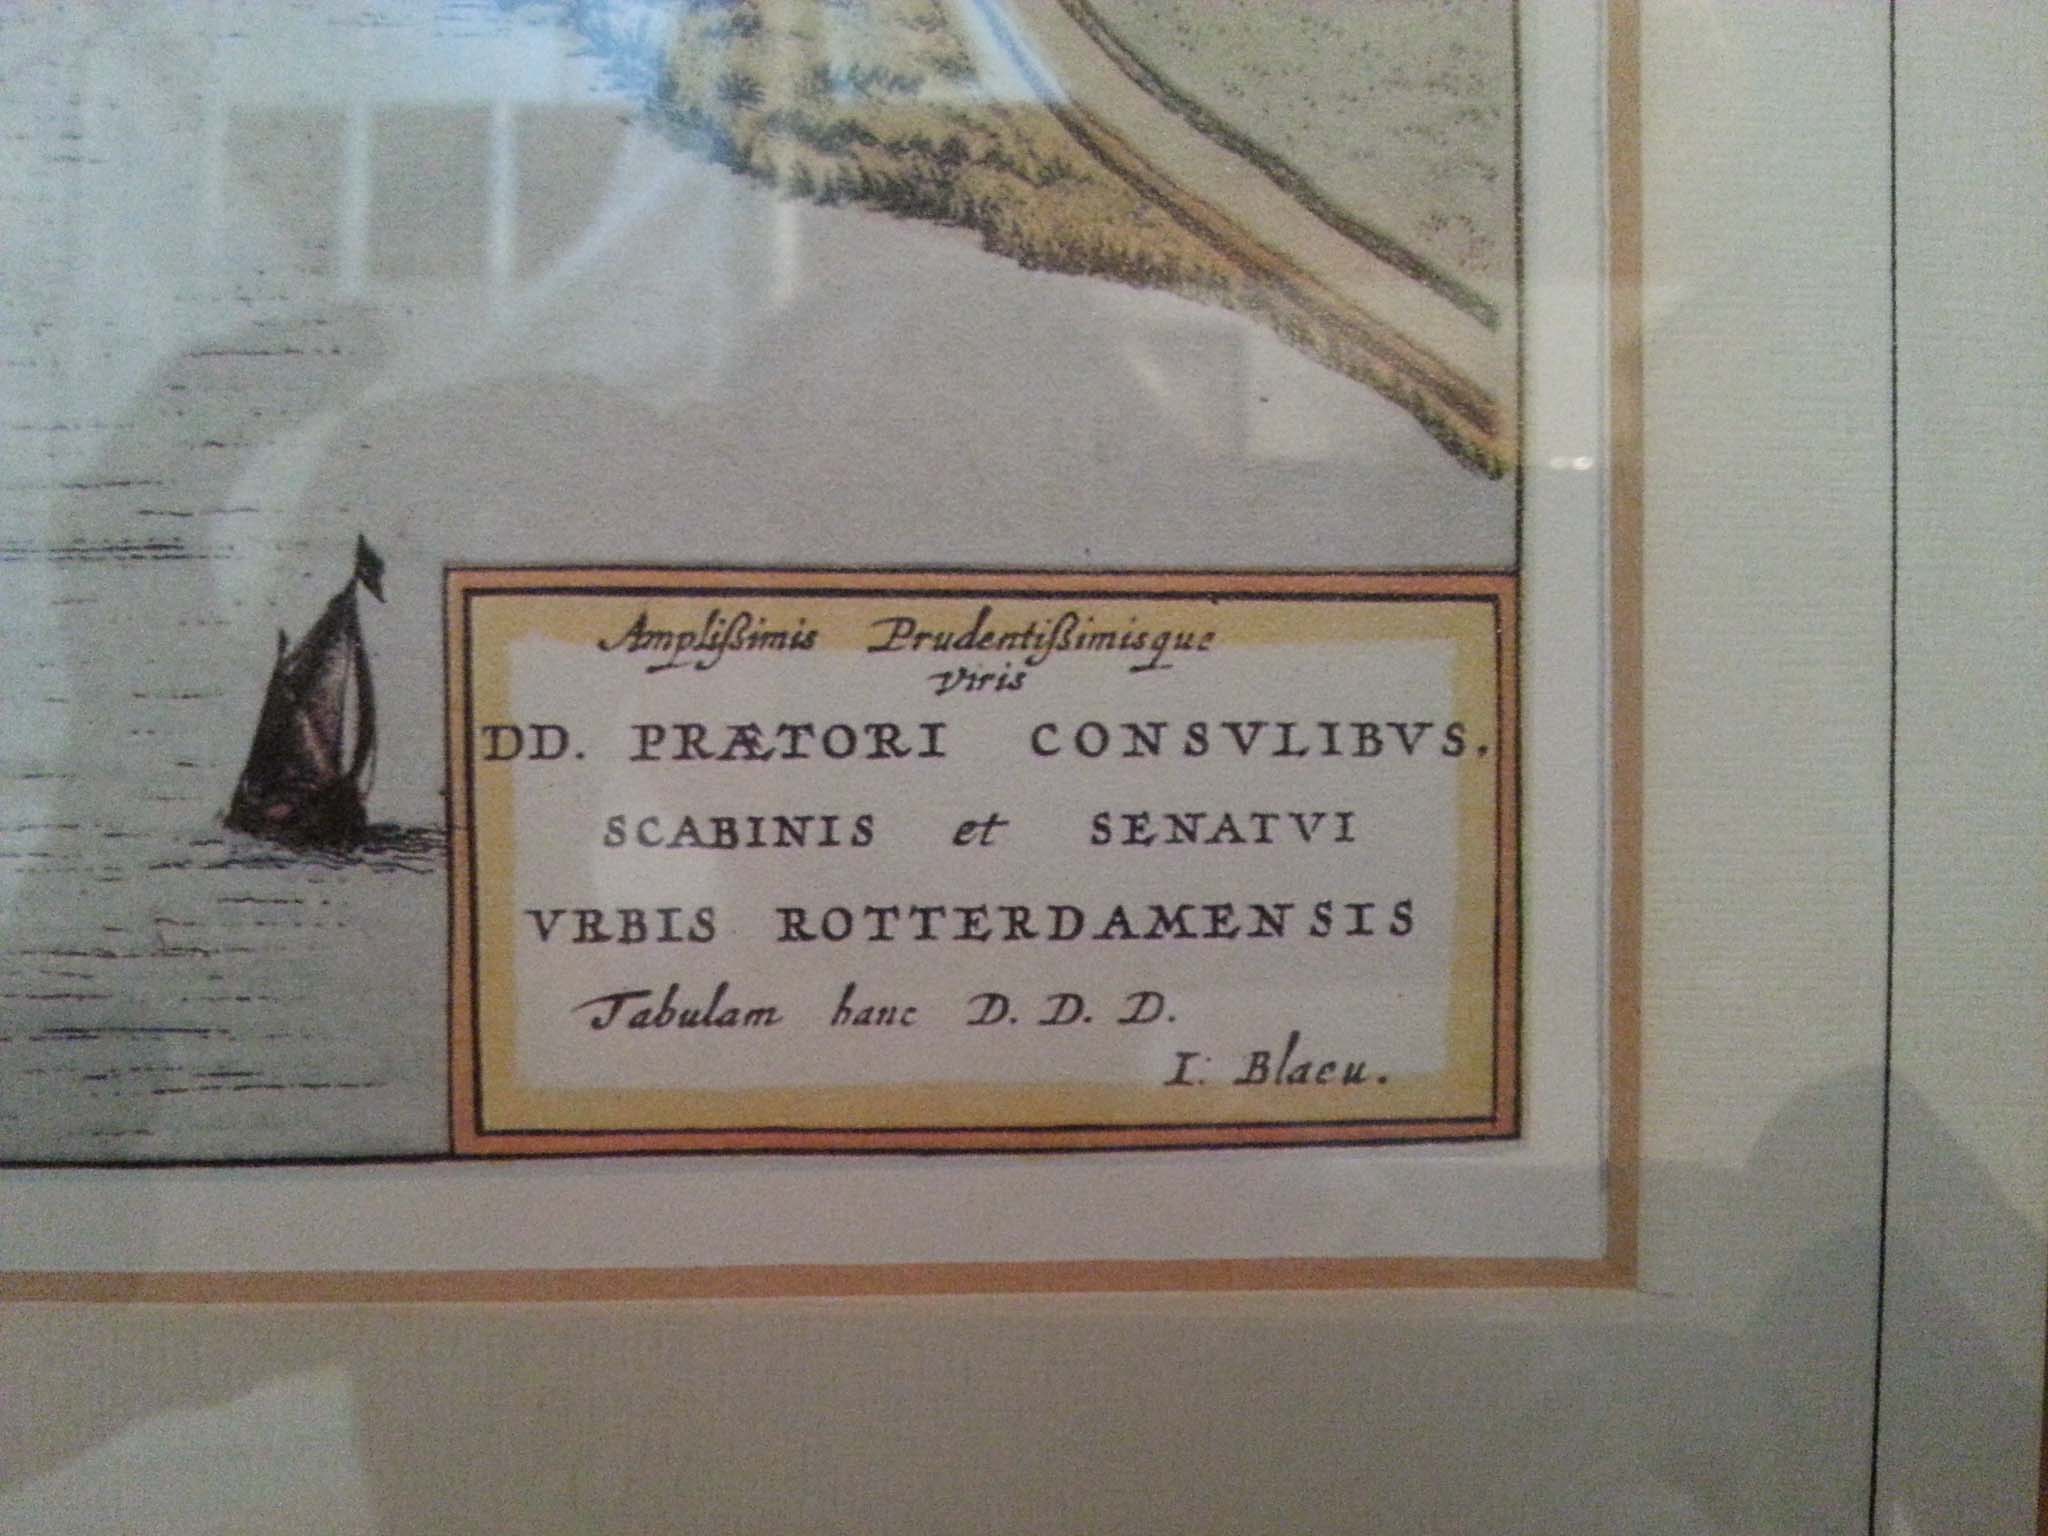 Amplißimis Prudentißimisque
Viris
DD. PRÆTORI CONSVLIBVS.
SCABINIS et SENATVI
VRBIS ROTTERDAMENSIS
Tabulam hanc D. D. D.
I. Blaeu.